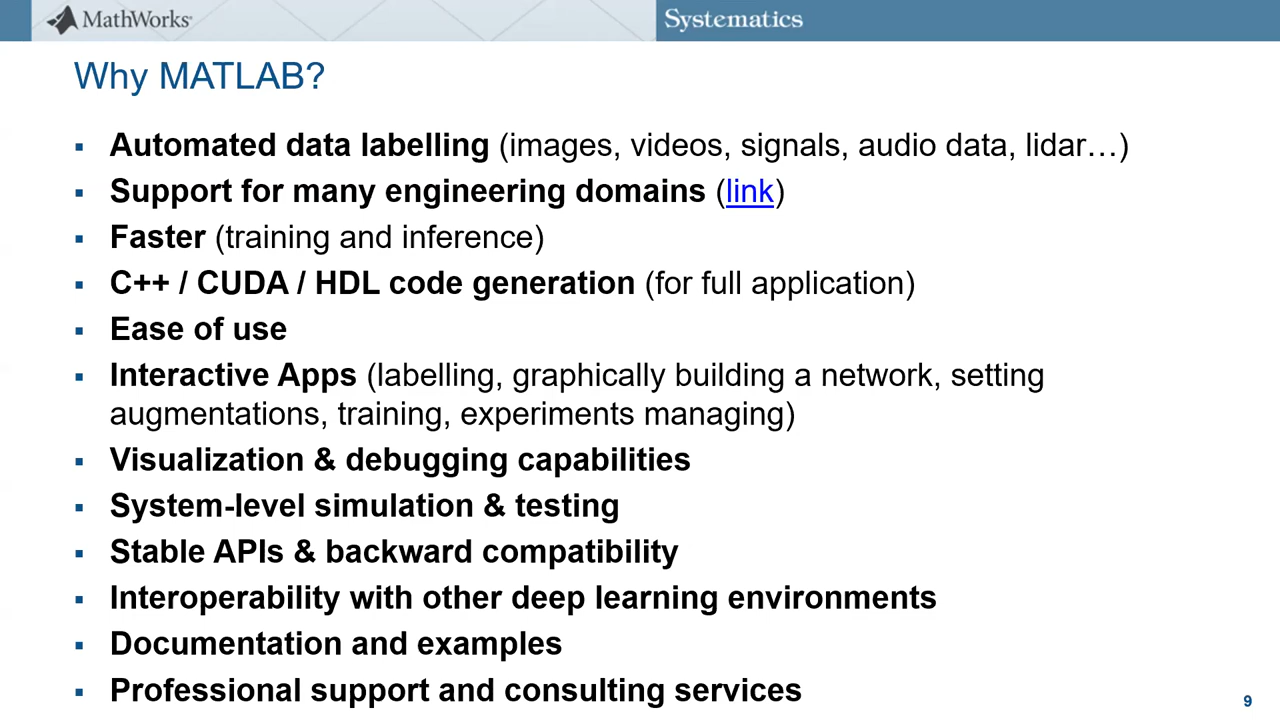 MathWorks
Systematics
Why MATLAB?
▪ Automated data labelling (images, videos, signals, audio data, lidar…)
▪ Support for many engineering domains (link)
▪ Faster (training and inference)
▪ C++ / CUDA / HDL code generation (for full application)
▪ Ease of use
▪ Interactive Apps (labelling, graphically building a network, setting
augmentations, training, experiments managing)
▪ Visualization & debugging capabilities
▪ System-level simulation & testing
▪ Stable APIs & backward compatibility
▪ Interoperability with other deep learning environments
▪ Documentation and examples
▪ Professional support and consulting services
9